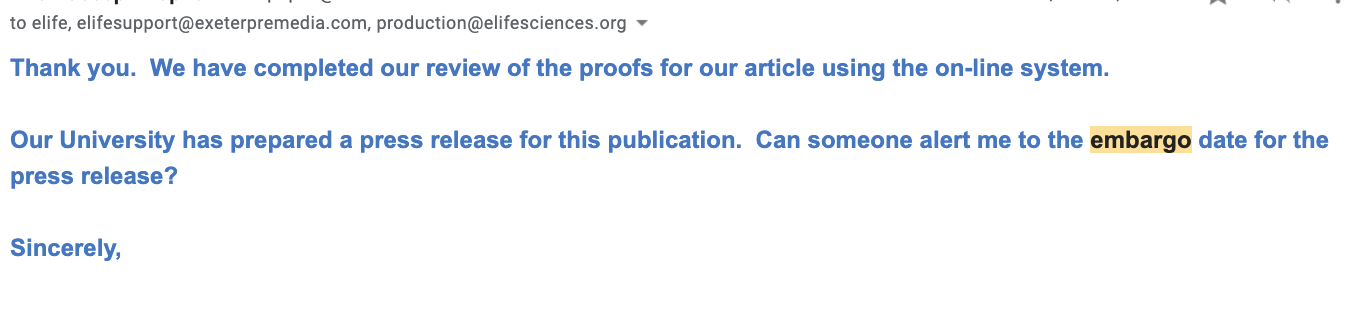 to elife, elifesupport@exeterpremedia.com, production@elifesciences.org
Thank you.  We have completed our review of the proofs for our article using the on-line system.
Our University has prepared a press release for this publication.  Can someone alert me to the embargo date for the
press release?
Sincerely,